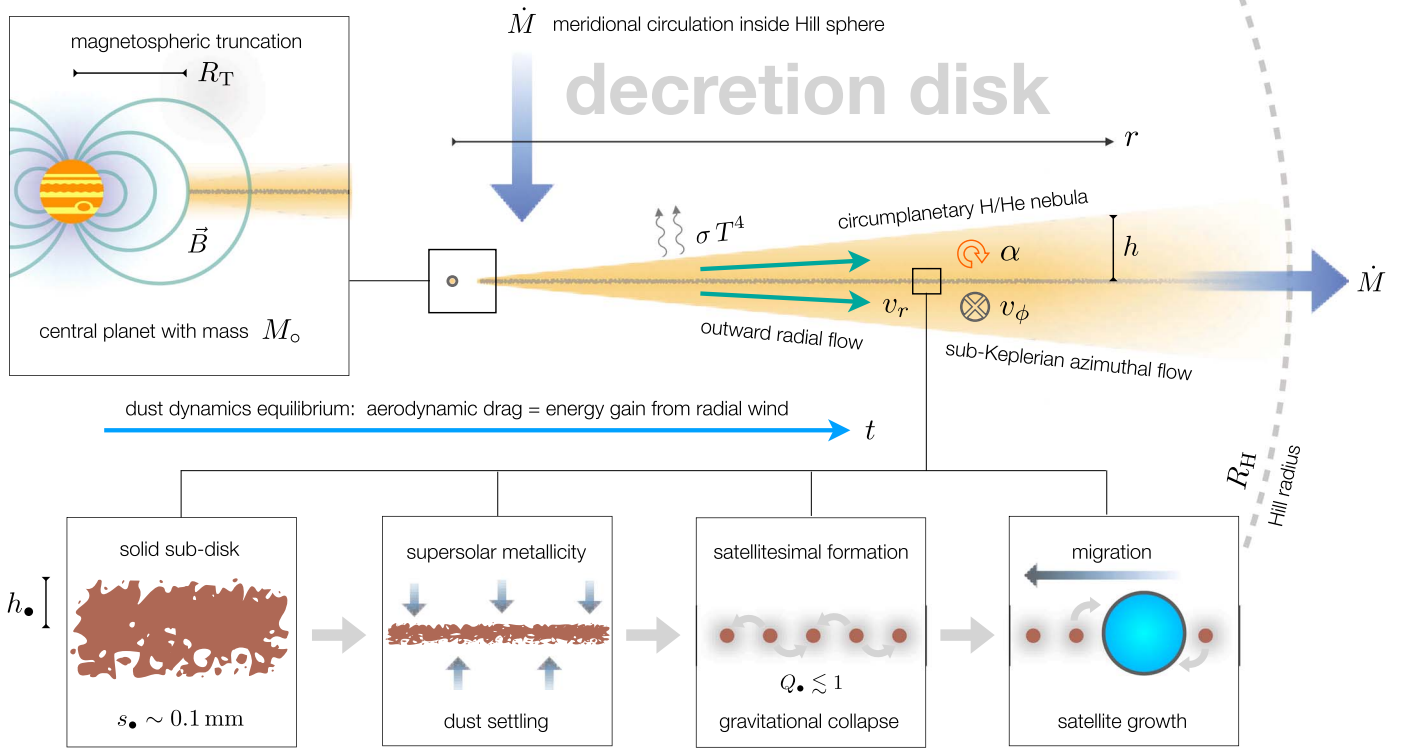 magnetospheric truncation
R_T
\vec{B}
central planet with mass M_∘
Ṁ meridional circulation inside Hill sphere
decretion disk
r
σ T⁴
circumplanetary H/He nebula
h
α
v_r
v_ϕ
Ṁ
outward radial flow
sub-Keplerian azimuthal flow
dust dynamics equilibrium: aerodynamic drag = energy gain from radial wind
t
R_H
Hill radius
solid sub-disk
h_●
s_● ∼ 0.1 mm
supersolar metallicity
dust settling
satellitesimal formation
Q_● ≲ 1
gravitational collapse
migration
satellite growth